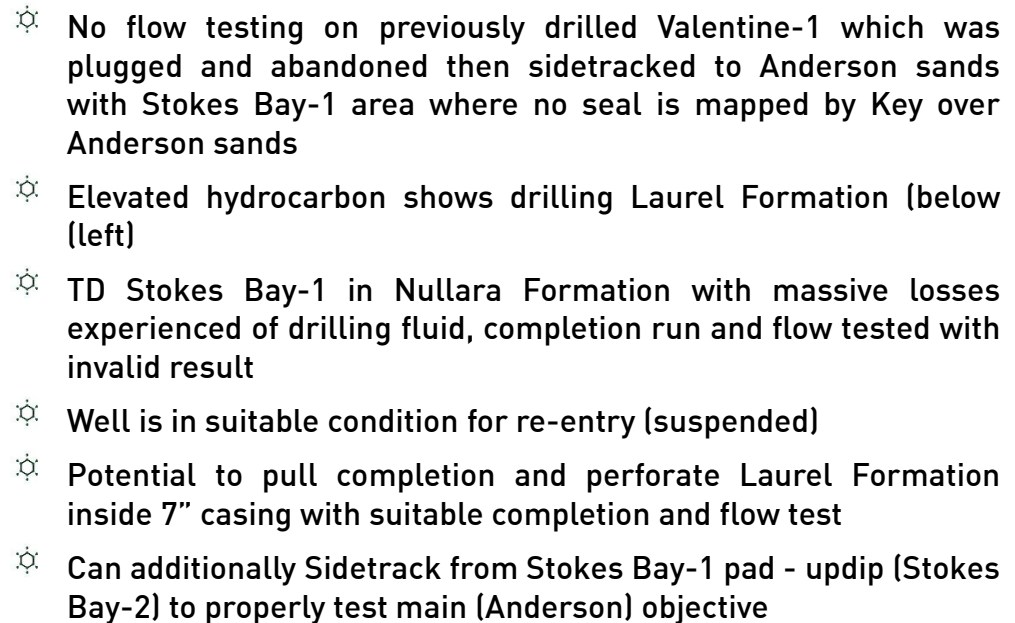 No flow testing on previously drilled Valentine-1 which was
plugged and abandoned then sidetracked to Anderson sands
with Stokes Bay-1 area where no seal is mapped by Key over
Anderson sands
Elevated hydrocarbon shows drilling Laurel Formation (below
(left)
TD Stokes Bay-1 in Nullara Formation with massive losses
experienced of drilling fluid, completion run and flow tested with
invalid result
Well is in suitable condition for re-entry (suspended)
Potential to pull completion and perforate Laurel Formation
inside 7” casing with suitable completion and flow test
Can additionally Sidetrack from Stokes Bay-1 pad - updip (Stokes
Bay-2) to properly test main (Anderson) objective